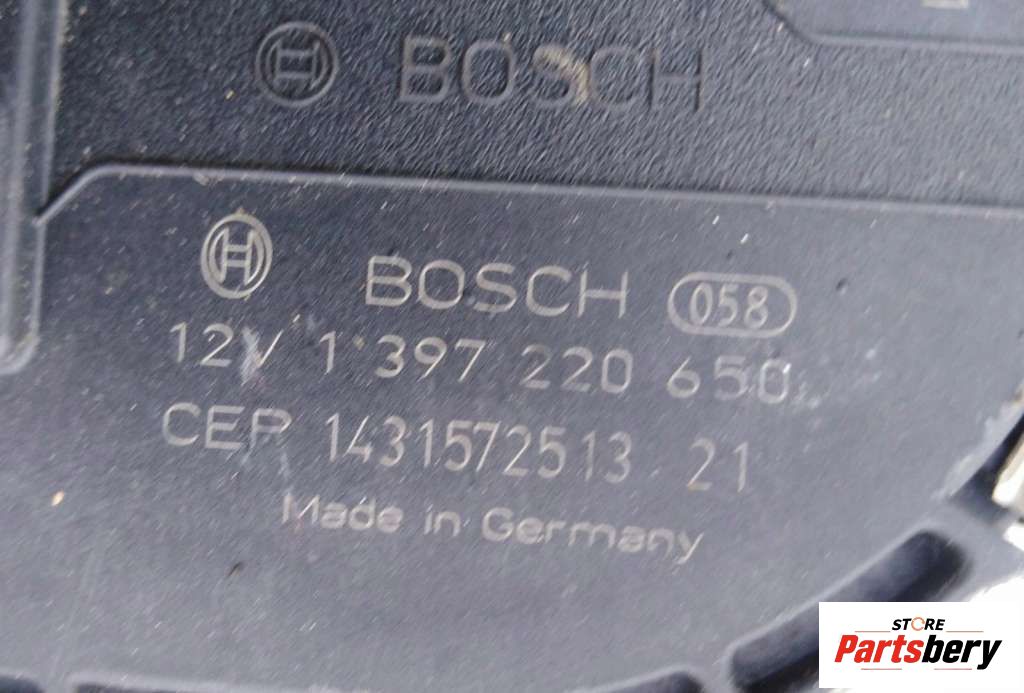 BOSCH
BOSCH 058
12V 1 397 220 650
CEP 1431572513 21
Made in Germany
STORE
Partsbery